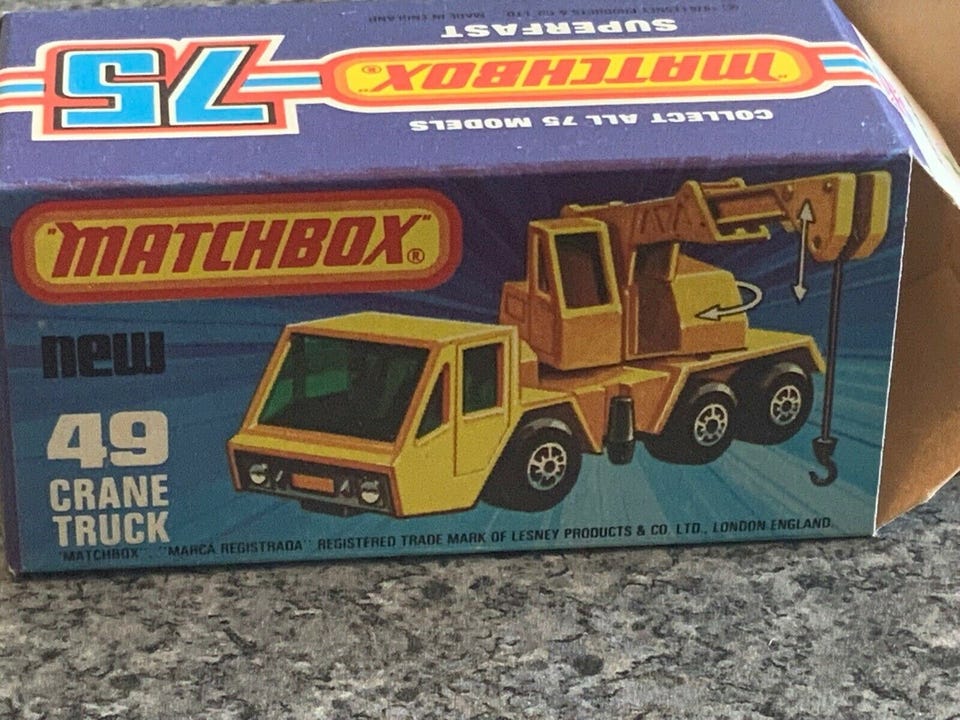 © 1976 LESNEY PRODUCTS & CO. LTD. MADE IN ENGLAND
SUPERFAST
"MATCHBOX"®
75
COLLECT ALL 75 MODELS
"MATCHBOX"®
new
49
CRANE
TRUCK
"MATCHBOX", "MARCA REGISTRADA" REGISTERED TRADE MARK OF LESNEY PRODUCTS & CO. LTD., LONDON ENGLAND.